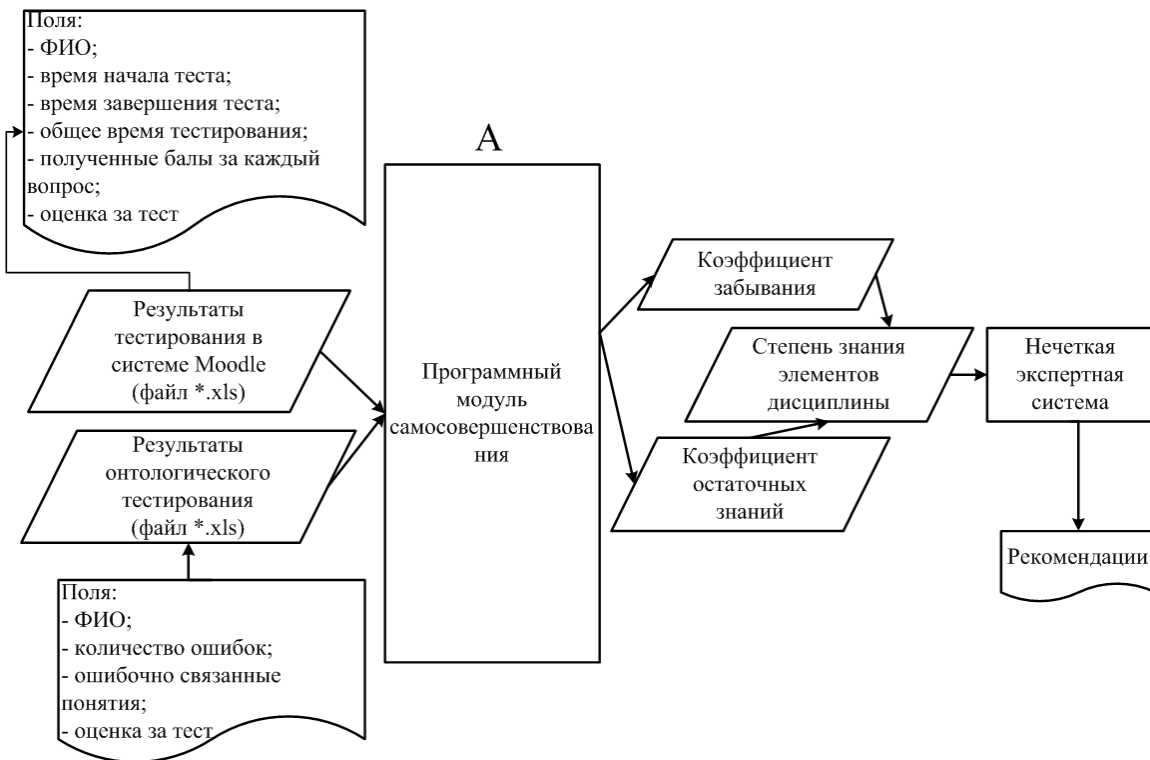 Поля:
- ФИО;
- время начала теста;
- время завершения теста;
- общее время тестирования;
- полученные балы за каждый
вопрос;
- оценка за тест
А
Результаты
тестирования в
системе Moodle
(файл *.xls)
Результаты
онтологического
тестирования
(файл *.xls)
Поля:
- ФИО;
- количество ошибок;
- ошибочно связанные
понятия;
- оценка за тест
Программный
модуль
самосовершенствова
ния
Коэффициент
забывания
Степень знания
элементов
дисциплины
Коэффициент
остаточных
знаний
Нечеткая
экспертная
система
Рекомендации